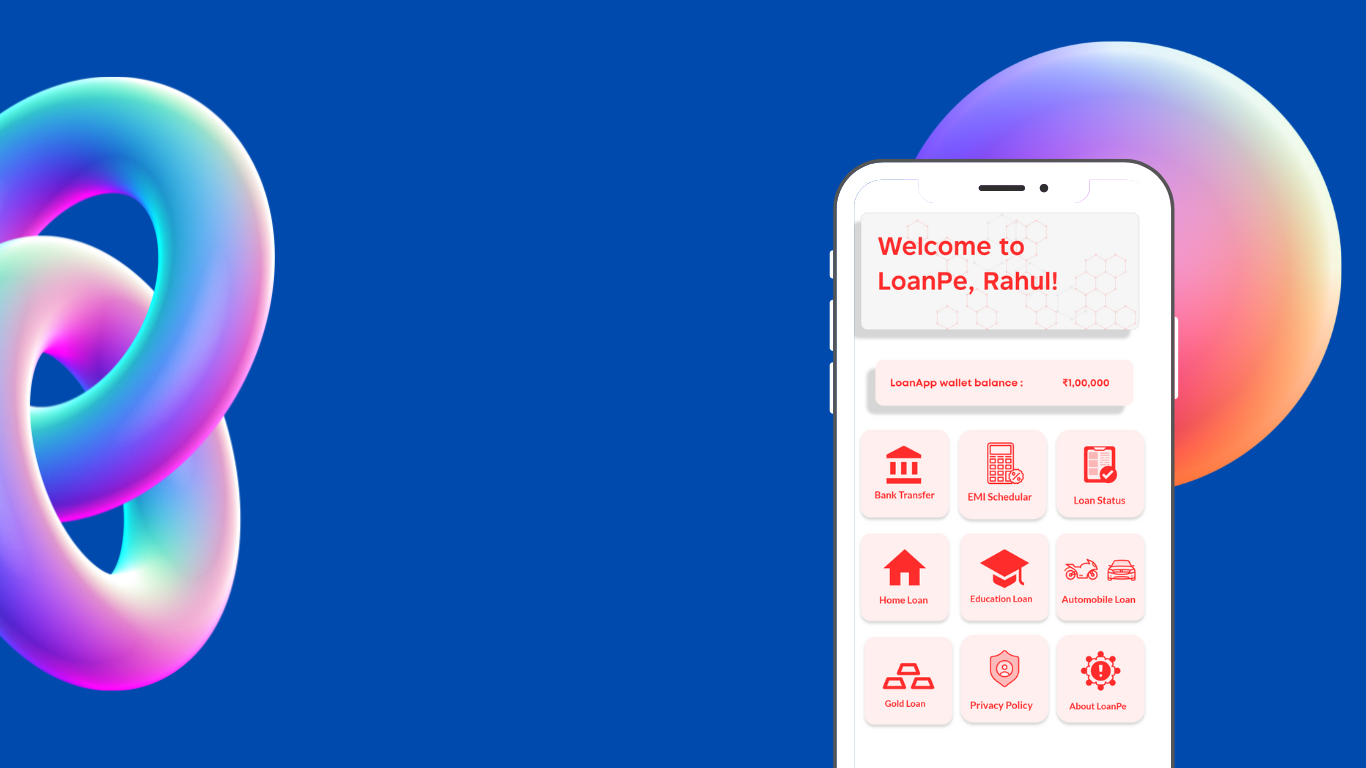 Welcome to
LoanPe, Rahul!
LoanApp wallet balance : ₹1,00,000
Bank Transfer
EMI Schedular
Loan Status
Home Loan
Education Loan
Automobile Loan
Gold Loan
Privacy Policy
About LoanPe